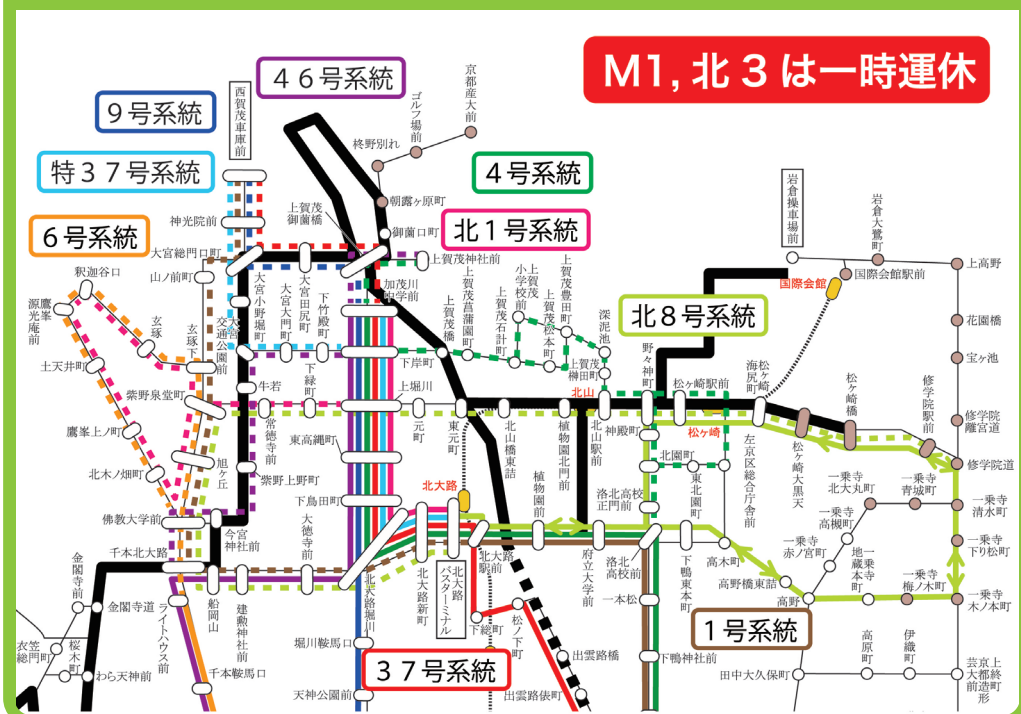 M1, 北３は一時運休
４６号系統
９号系統
特３７号系統
６号系統
４号系統
北１号系統
北８号系統
３７号系統
１号系統
西賀茂車庫前
神光院前
大宮総門口町
山ノ前町
釈迦谷口
鷹峯
源光庵前
玄琢
玄琢下
土天井町
紫野泉堂町
鷹峯上ノ町
北木ノ畑町
旭ヶ丘
佛教大学前
千本北大路
金閣寺前
金閣寺道
衣笠
総門町
桜木町
わら天神前
ライトハウス前
千本鞍馬口
船岡山
建勲神社前
今宮
神社前
大徳寺前
大宮
交通公園前
大宮小野堀町
大宮大門町
大宮田尻町
下竹殿町
牛若
常徳寺前
下緑町
紫野上野町
東高縄町
下鳥田町
上堀川
北大路堀川
堀川鞍馬口
天神公園前
上賀茂
御薗橋
柊野別れ
ゴルフ場前
京都産大前
朝露ヶ原町
御薗口町
上賀茂神社前
加茂川
中学前
下岸町
上賀茂橋
上賀茂菖蒲園町
上賀茂石計町
上賀茂
小学校前
上賀茂松本町
上賀茂豊田町
上賀茂
榊田町
深泥池
野々神町
東元町
元町
北山橋東詰
植物園北門前
北山
北山駅前
神殿町
松ヶ崎駅前
松ヶ崎
北園町
東北園町
左京区総合庁舎前
松ヶ崎
海尻町
松ヶ崎大黒天
松ヶ崎橋
修学院駅前
修学院道
修学院
離宮道
宝ヶ池
花園橋
上高野
国際会館駅前
国際会館
岩倉大鷺町
岩倉操車場前
北大路
北大路新町
北大路
バスターミナル
北大路
駅前
植物園前
府立大学前
洛北高校
正門前
洛北
高校前
下鴨東本町
高木町
高野橋東詰
高野
一乗寺
赤ノ宮町
一乗寺
高槻町
一乗寺
地蔵本町
一乗寺
北大丸町
一乗寺
青城町
一乗寺
清水町
一乗寺
下り松町
一乗寺
梅ノ木町
一乗寺
木ノ本町
一本松
下鴨神社前
下総町
松ノ下町
出雲路橋
出雲路俵町
田中大久保町
高原町
伊織町
上終町
京都
芸大前
造形